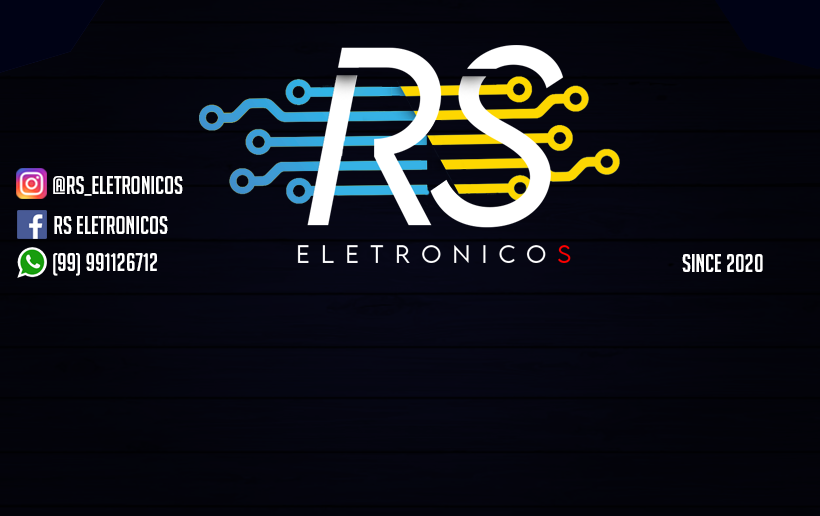 RS
ELETRONICOS
@RS_ELETRONICOS
RS ELETRONICOS
(99) 991126712
SINCE 2020